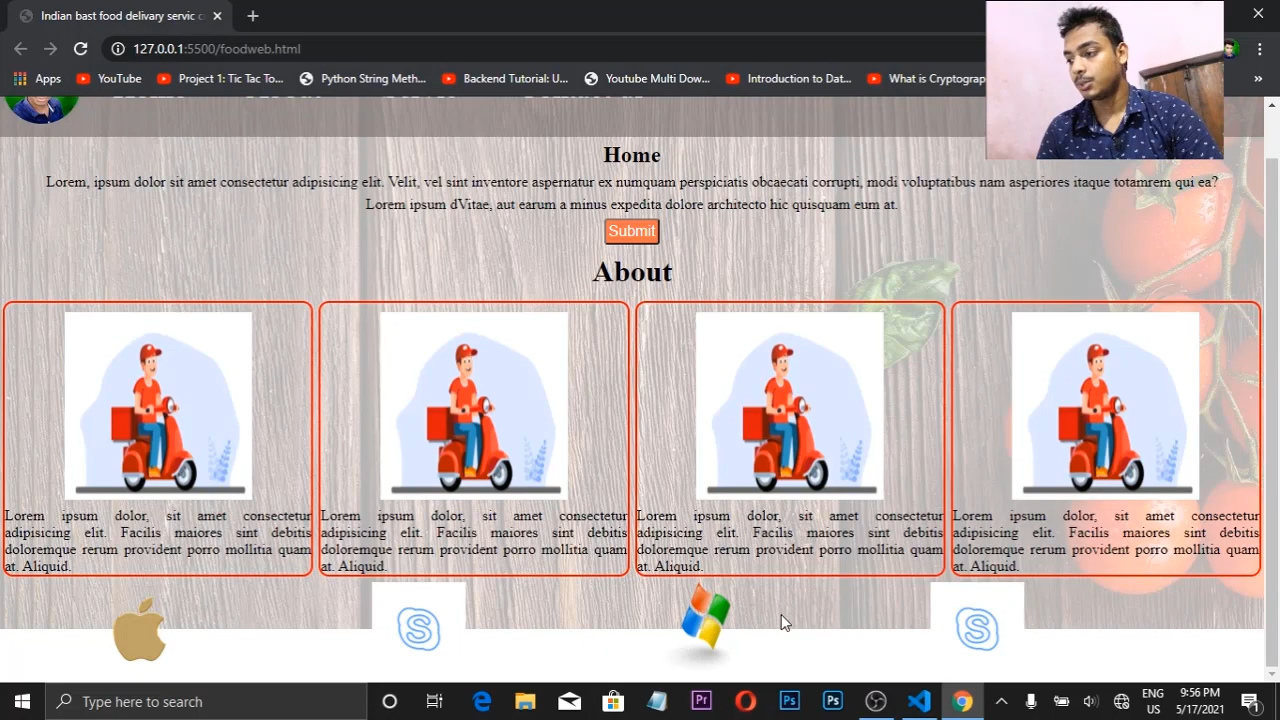 Indian bast food delivary servic c
127.0.0.1:5500/foodweb.html
Apps
YouTube
Project 1: Tic Tac To...
Python String Meth...
Backend Tutorial: U...
Youtube Multi Dow...
Introduction to Dat...
What is Cryptograp
Home
Lorem, ipsum dolor sit amet consectetur adipisicing elit. Velit, vel sint invenore aspernatur ex numquam perspiciatis obcaecati corrupti, modi voluptatibus nam asperiores itaque totamrem qui ea?
Lorem ipsum dVitae, aut earum a minus expedita dolore architecto hic quisquam eum at.
Submit
About
Lorem ipsum dolor, sit amet consectetur
adipisicing elit. Facilis maiores sint debitis
doloremque rerum provident porro mollitia quam
at. Aliquid.
Lorem ipsum dolor, sit amet consectetur
adipisicing elit. Facilis maiores sint debitis
doloremque rerum provident porro mollitia quam
at. Aliquid.
Lorem ipsum dolor, sit amet consectetur
adipisicing elit. Facilis maiores sint debitis
doloremque rerum provident porro mollitia quam
at. Aliquid.
Lorem ipsum dolor, sit amet consectetur
adipisicing elit. Facilis maiores sint debitis
doloremque rerum provident porro mollitia quam
at. Aliquid.
S
S
Type here to search
Pr
Ps
Ps
ENG
US
9:56 PM
5/17/2021
1